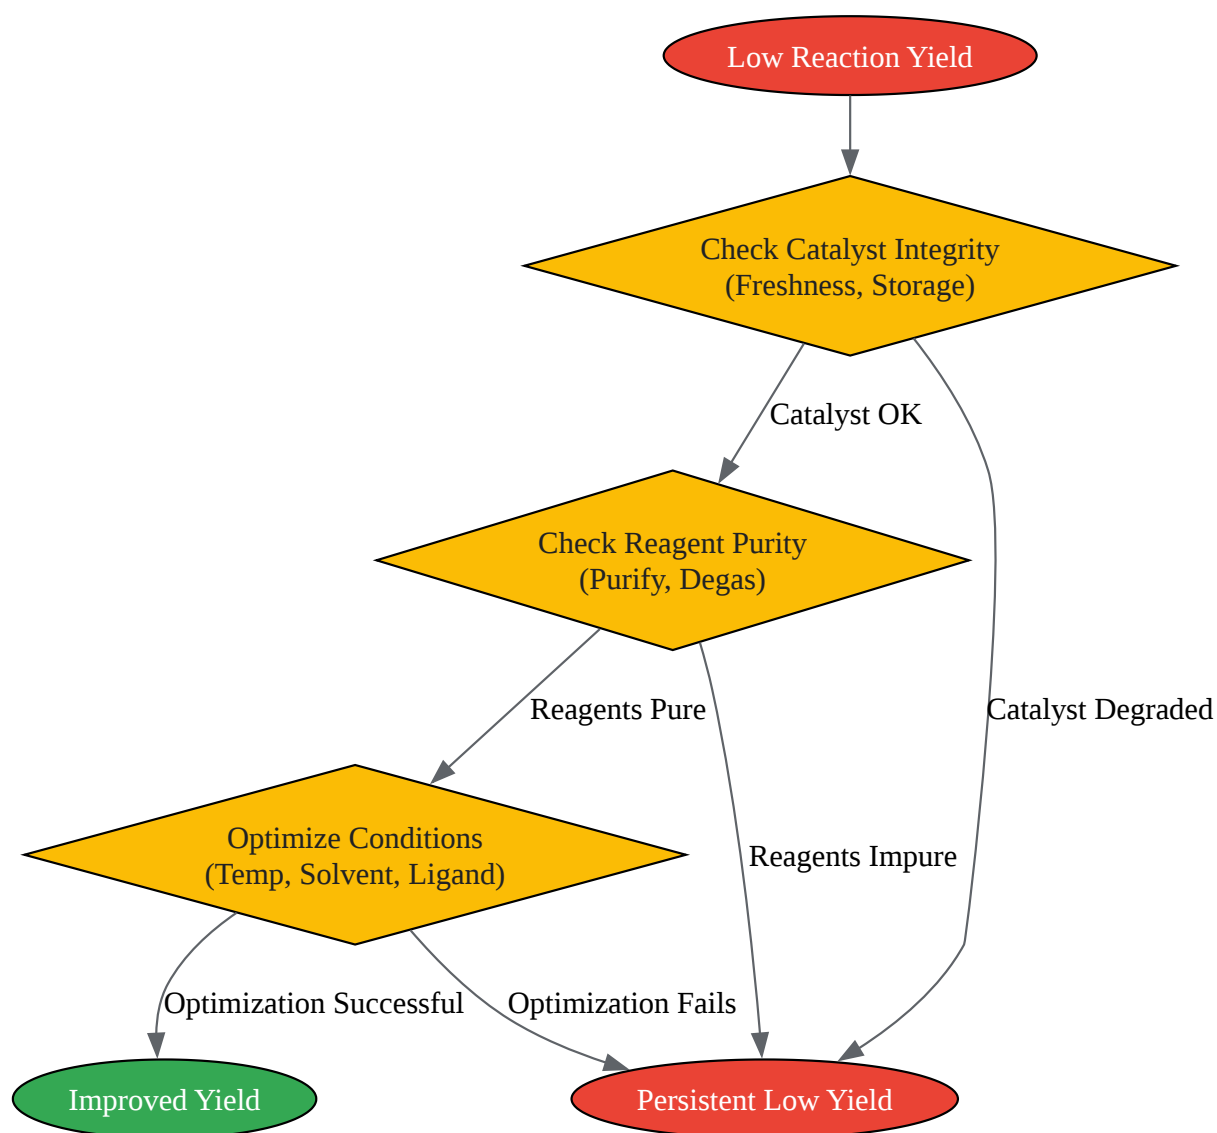 Low Reaction Yield
Check Catalyst Integrity
(Freshness, Storage)
Catalyst OK
Check Reagent Purity
(Purify, Degas)
Reagents Pure
Catalyst Degraded
Optimize Conditions
(Temp, Solvent, Ligand)
Reagents Impure
Optimization Successful
Optimization Fails
Improved Yield
Persistent Low Yield